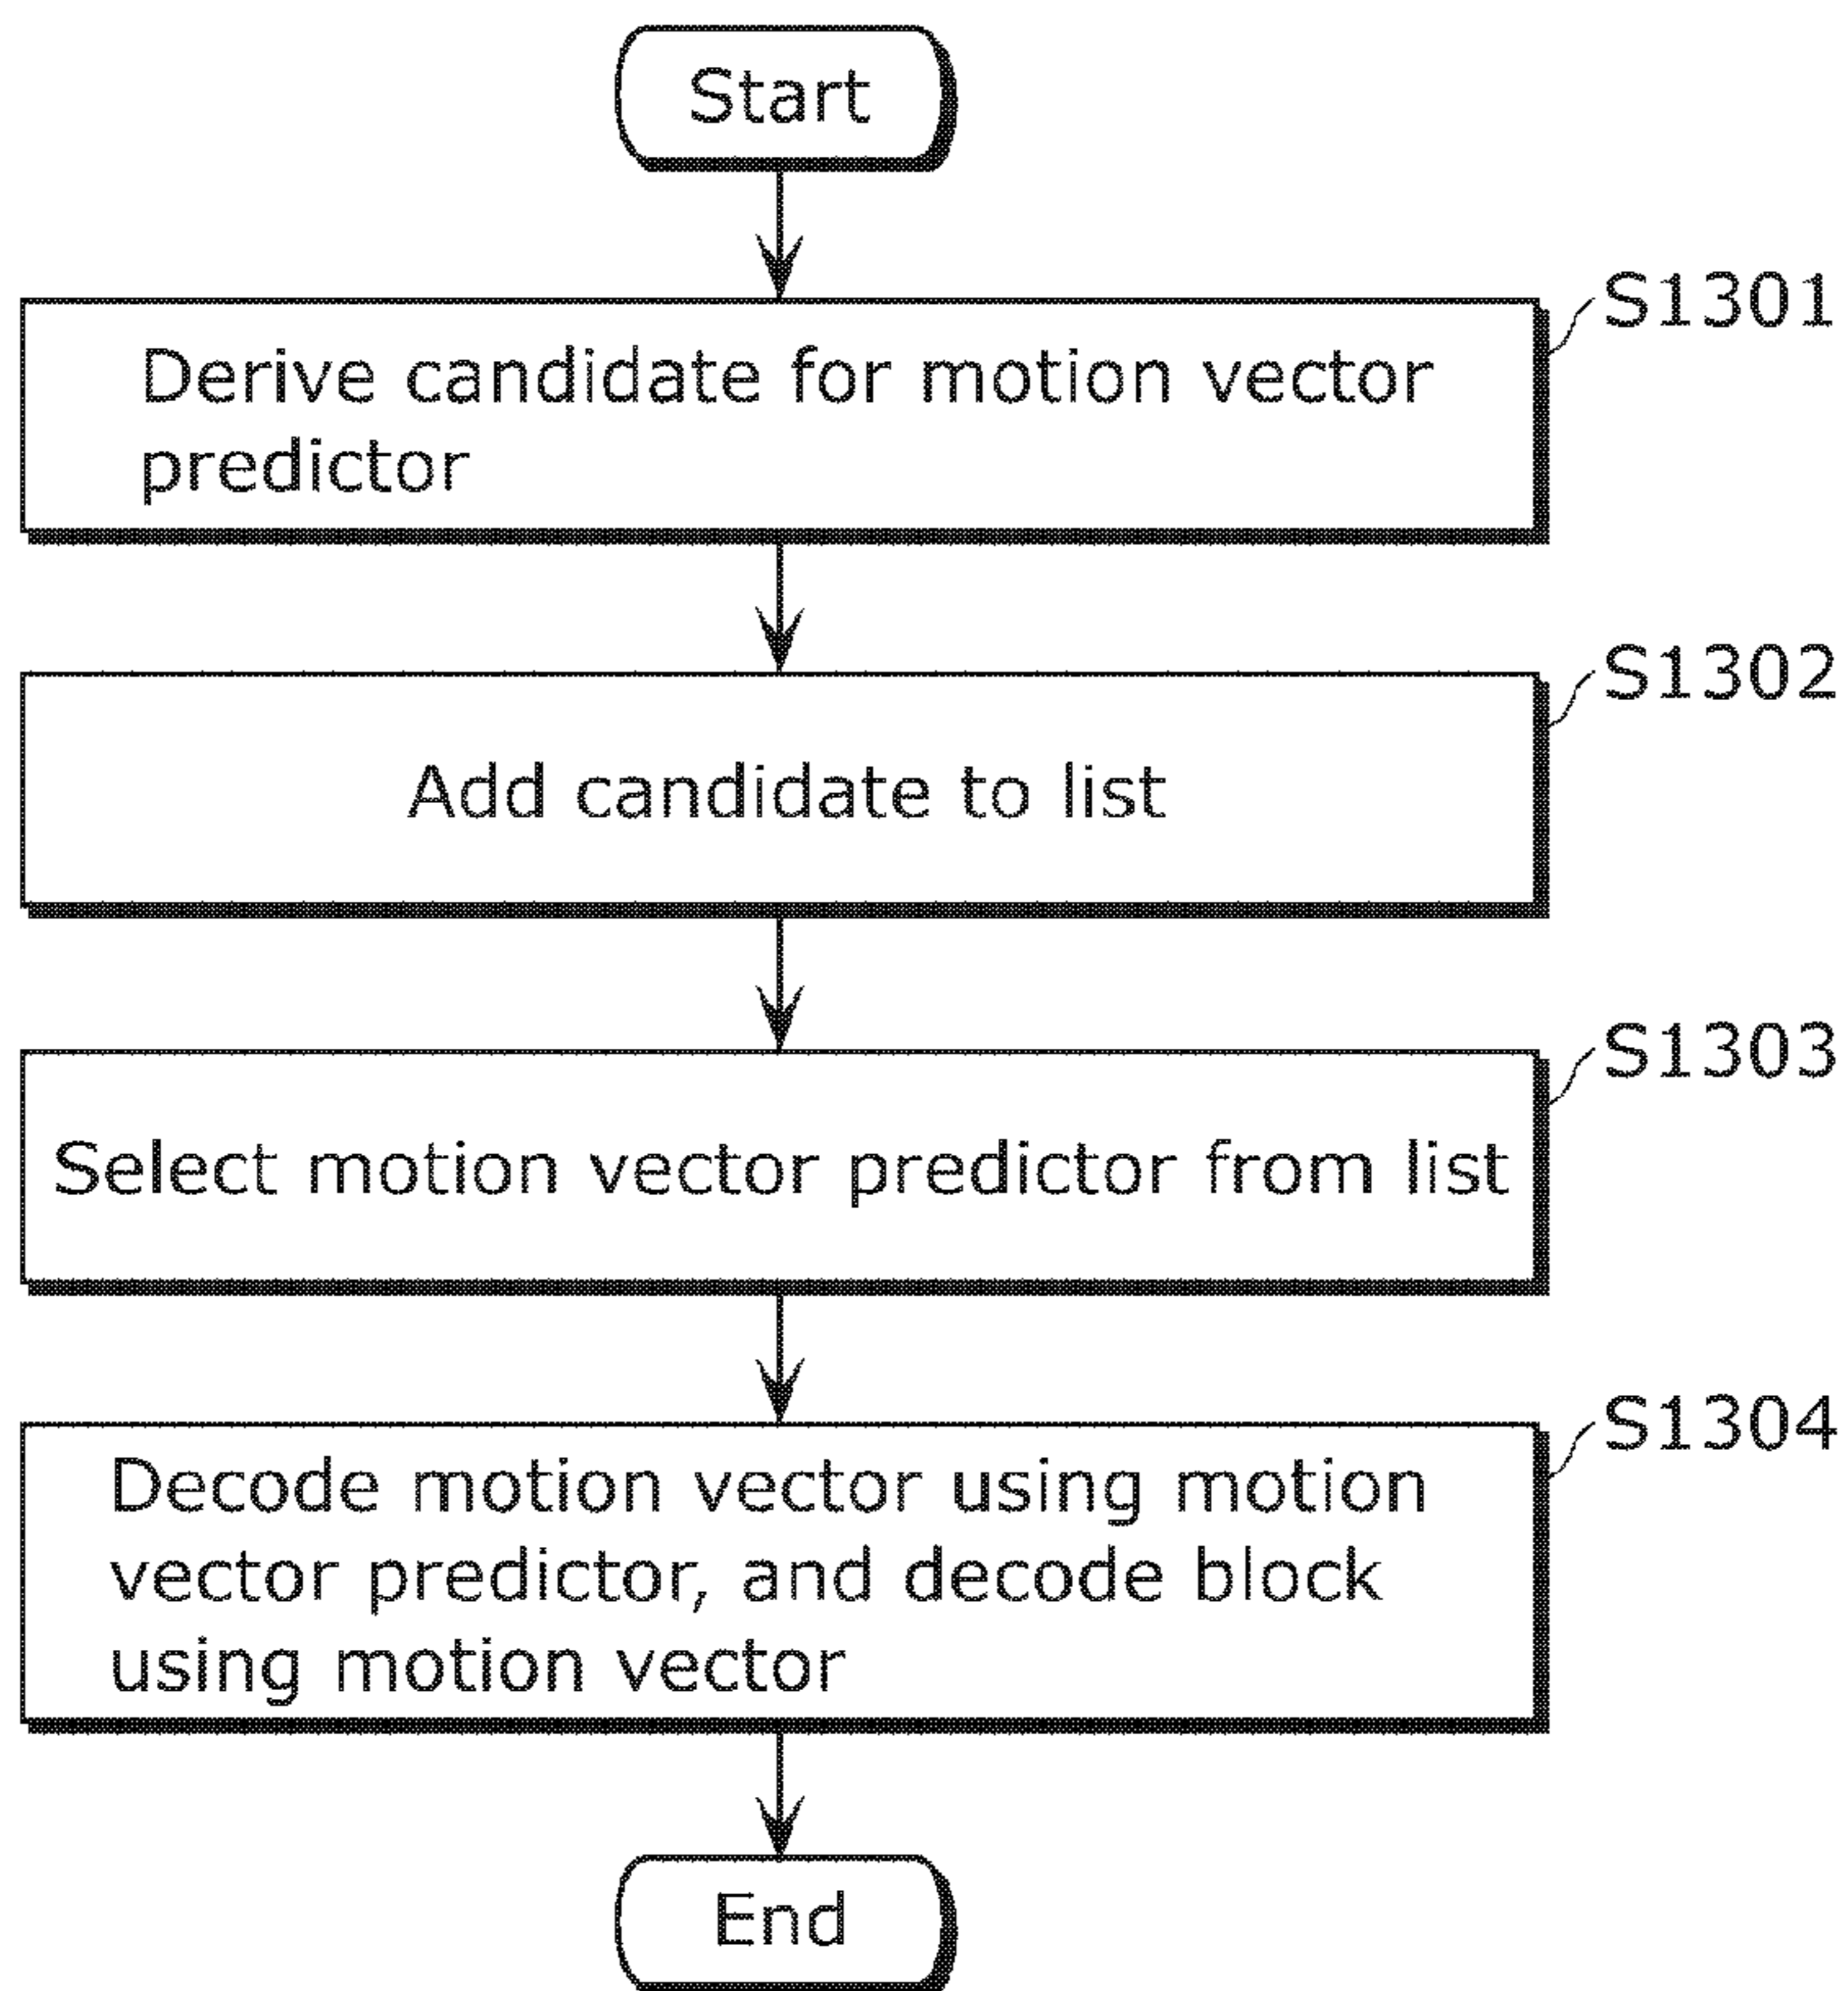 Start
S1301
Derive candidate for motion vector
predictor
S1302
Add candidate to list
S1303
Select motion vector predictor from list
S1304
Decode motion vector using motion
vector predictor, and decode block
using motion vector
End